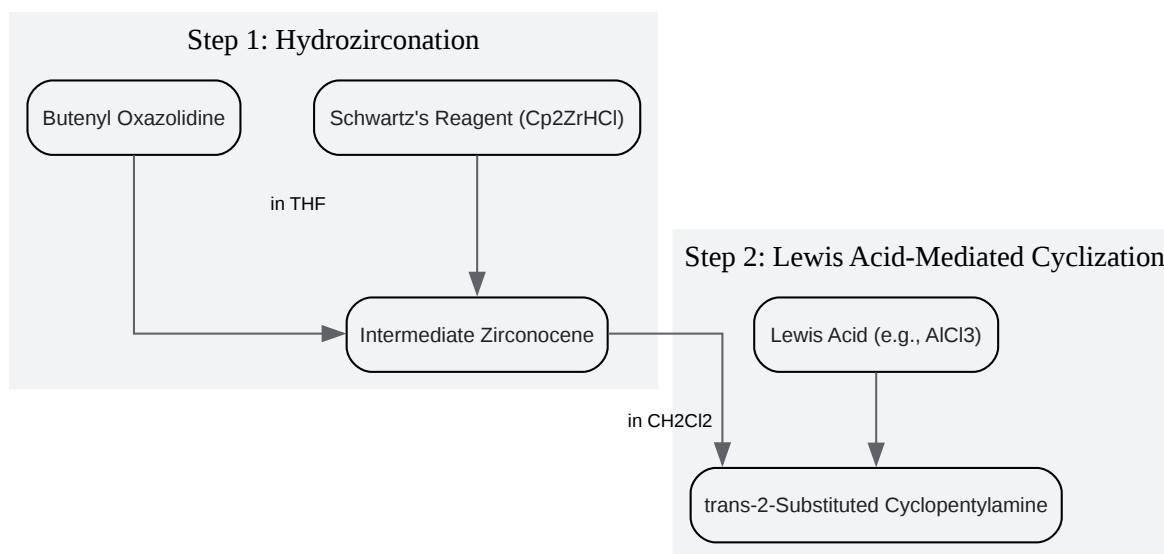 Step 1: Hydrozirconation
Butenyl Oxazolidine
Schwartz's Reagent (Cp2ZrHCl)
in THF
Intermediate Zirconocene
Step 2: Lewis Acid-Mediated Cyclization
Lewis Acid (e.g., AlCl3)
in CH2Cl2
trans-2-Substituted Cyclopentylamine